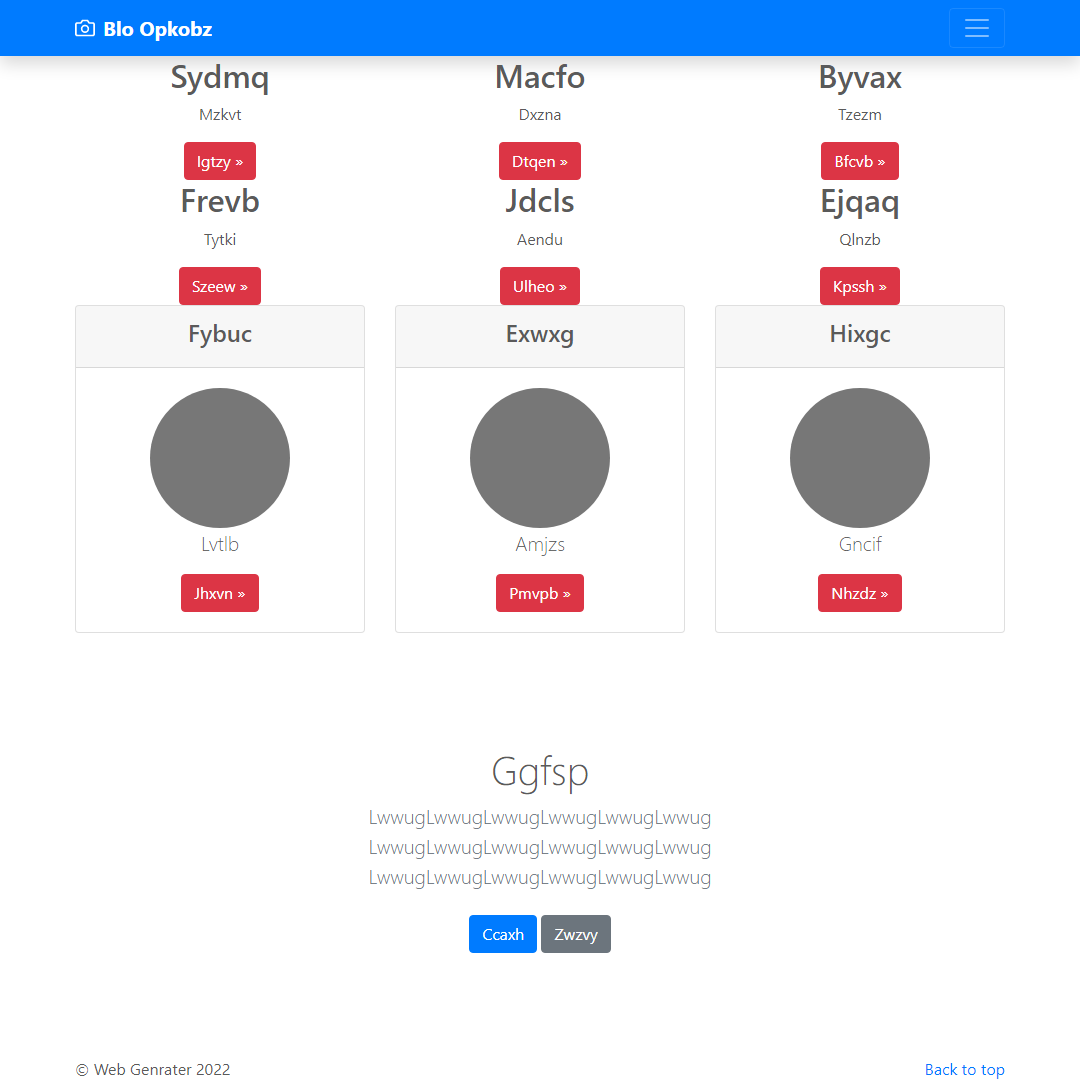 Blo Opkobz
Sydmq Macfo Byvax
Mzkvt Dxzna Tzezm
Igtzy » Dtqen » Bfcvb »
Frevb Jdcls Ejqaq
Tytki Aendu Qlnzb
Szeew » Ulheo » Kpssh »
Fybuc Exwxg Hixgc
Lvtlb Amjzs Gncif
Jhxvn » Pmvpb » Nhzdz »
Ggfsp
LwwugLwwugLwwugLwwugLwwugLwwug
LwwugLwwugLwwugLwwugLwwugLwwug
LwwugLwwugLwwugLwwugLwwugLwwug
Ccaxh Zwzvy
© Web Genrater 2022 Back to top